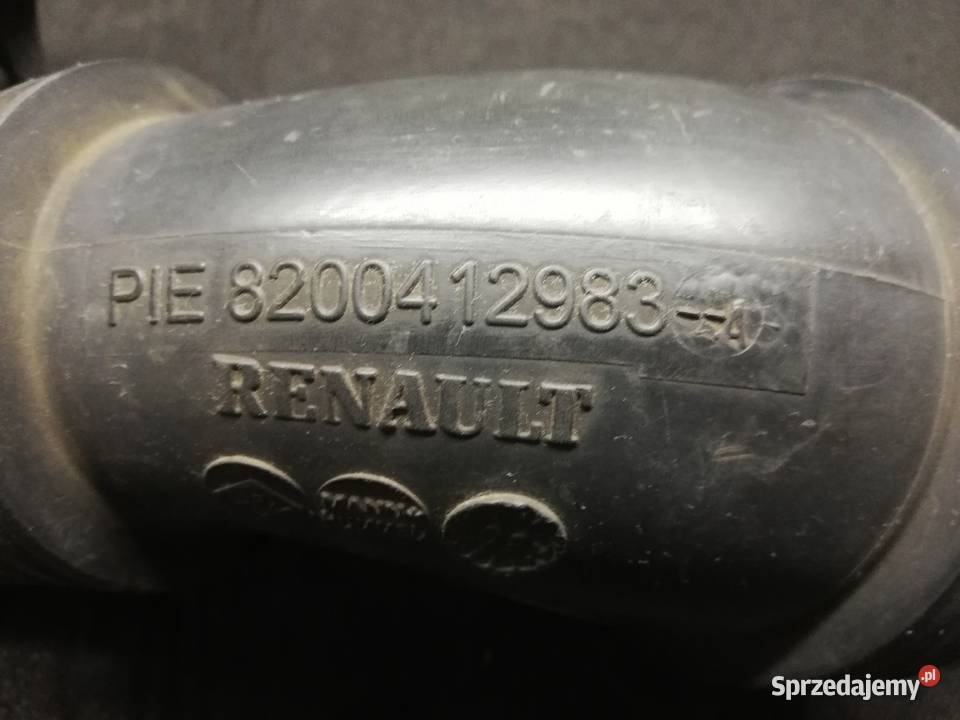 PIE 8200412983--A
RENAULT
Sprzedajemy.pl